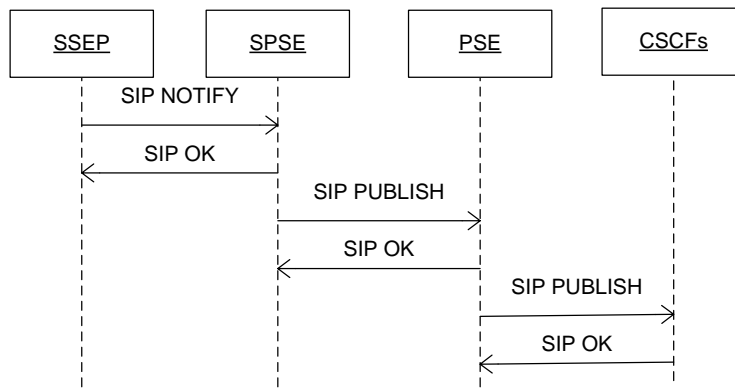 SSEP
SPSE
PSE
CSCFs
SIP NOTIFY
SIP OK
SIP PUBLISH
SIP OK
SIP PUBLISH
SIP OK